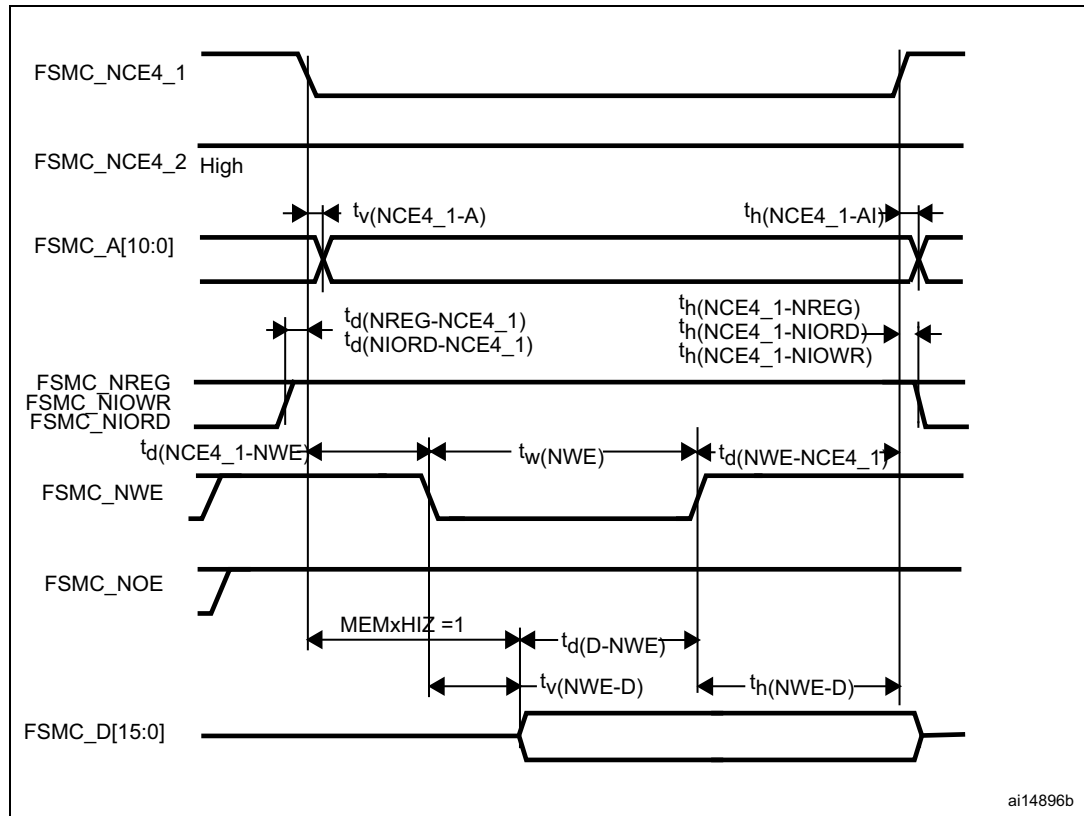 FSMC_NCE4_1
FSMC_NCE4_2 High
tv(NCE4_1-A)
th(NCE4_1-AI)
FSMC_A[10:0]
td(NREG-NCE4_1)
td(NIORD-NCE4_1)
th(NCE4_1-NREG)
th(NCE4_1-NIORD)
th(NCE4_1-NIOWR)
FSMC_NREG
FSMC_NIOWR
FSMC_NIORD
td(NCE4_1-NWE)
tw(NWE)
td(NWE-NCE4_1)
FSMC_NWE
FSMC_NOE
MEMxHIZ =1
td(D-NWE)
tv(NWE-D)
th(NWE-D)
FSMC_D[15:0]
ai14896b